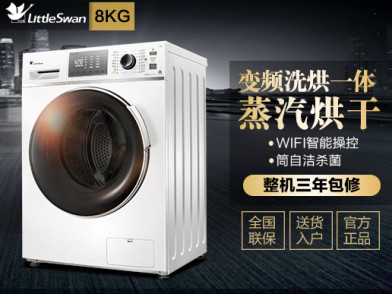 LittleSwan 8KG
变频洗烘一体
蒸汽烘干
•WIFI智能操控
•筒自洁杀菌
整机三年包修
全国联保
送货入户
官方正品